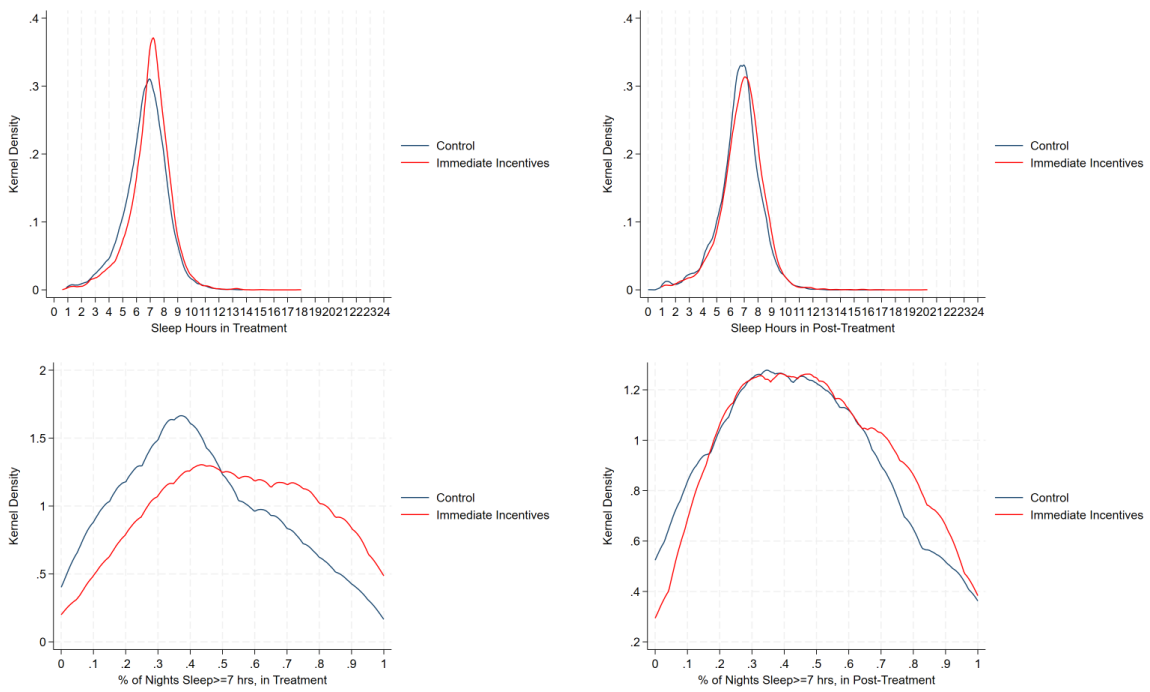 .4
.3
.2
.1
0
Kernel Density
0 1 2 3 4 5 6 7 8 9 10 11 12 13 14 15 16 17 18 19 20 21 22 23 24
Sleep Hours in Treatment
Control
Immediate Incentives
.4
.3
.2
.1
0
Kernel Density
0 1 2 3 4 5 6 7 8 9 10 11 12 13 14 15 16 17 18 19 20 21 22 23 24
Sleep Hours in Post-Treatment
Control
Immediate Incentives
2
1.5
1
.5
0
Kernel Density
0 .1 .2 .3 .4 .5 .6 .7 .8 .9 1
% of Nights Sleep>=7 hrs, in Treatment
Control
Immediate Incentives
1.2
1
.8
.6
.4
.2
Kernel Density
0 .1 .2 .3 .4 .5 .6 .7 .8 .9 1
% of Nights Sleep>=7 hrs, in Post-Treatment
Control
Immediate Incentives